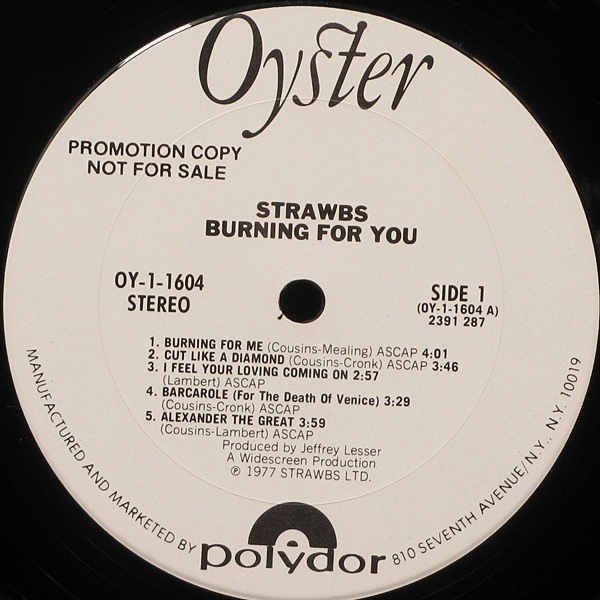 Oyster
PROMOTION COPY
NOT FOR SALE
STRAWBS
BURNING FOR YOU
OY-1-1604
STEREO
SIDE 1
(OY-1-1604 A)
2391 287
1. BURNING FOR ME (Cousins-Mealing) ASCAP 4:01
2. CUT LIKE A DIAMOND (Cousins-Cronk) ASCAP 3:46
3. I FEEL YOUR LOVING COMING ON 2:57
(Lambert) ASCAP
4. BARCAROLE (For The Death Of Venice) 3:29
(Cousins-Cronk) ASCAP
5. ALEXANDER THE GREAT 3:59
(Cousins-Lambert) ASCAP
Produced by Jeffrey Lesser
A Widescreen Production
℗ 1977 STRAWBS LTD.
MANUFACTURED AND MARKETED BY polydor 810 SEVENTH AVENUE/N.Y., N.Y. 10019